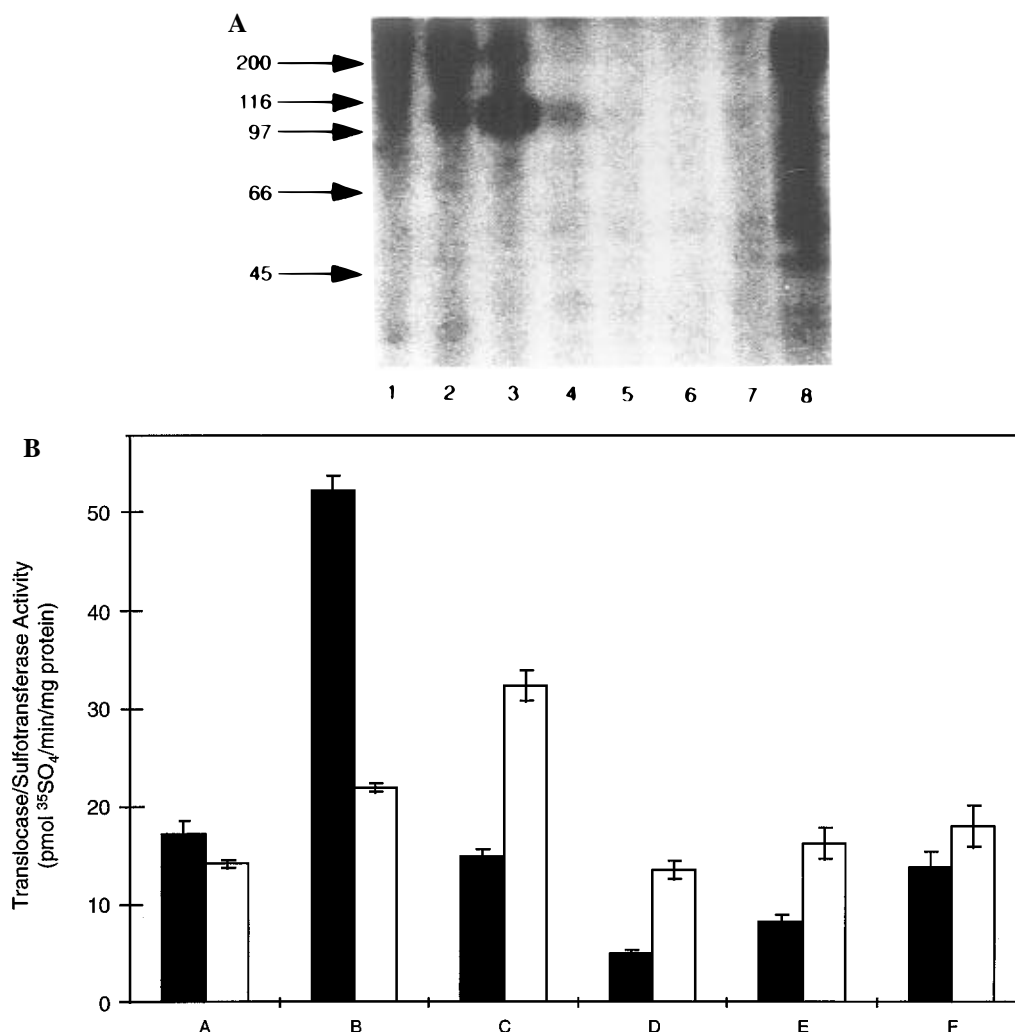 A
200
116
97
66
45
1 2 3 4 5 6 7 8
B
Translocase/Sulfotransferase Activity
(pmol ³⁵SO₄/min/mg protein)
50
40
30
20
10
0
A B C D E F